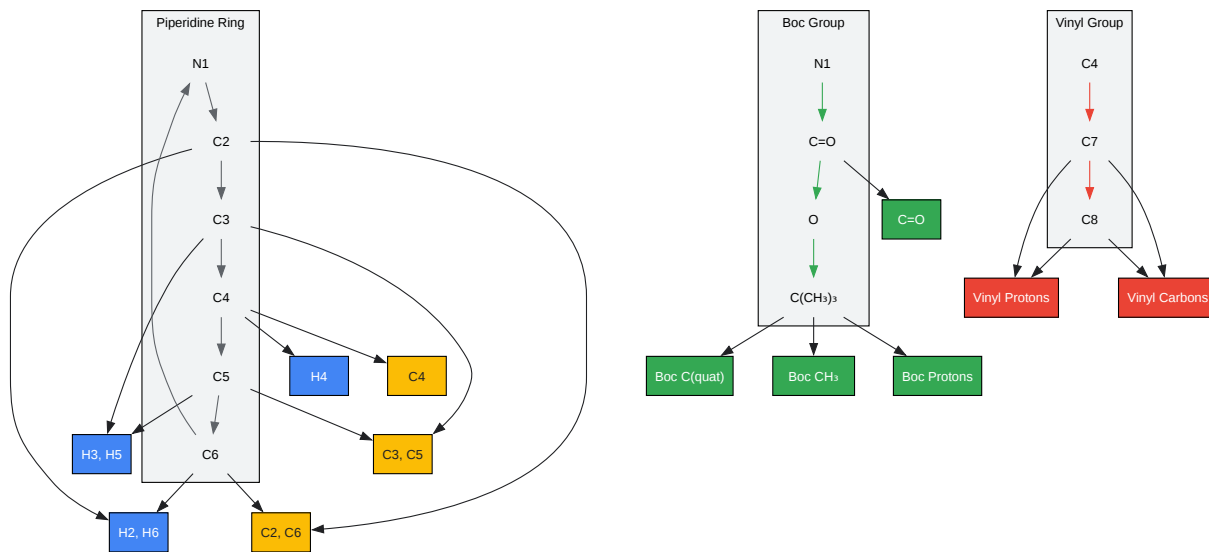 Piperidine Ring
N1
C2
C3
C4
C5
C6
H4
C4
H3, H5
C3, C5
H2, H6
C2, C6
Boc Group
N1
C=O
O
C(CH₃)₃
C=O
Boc C(quat)
Boc CH₃
Boc Protons
Vinyl Group
C4
C7
C8
Vinyl Protons
Vinyl Carbons